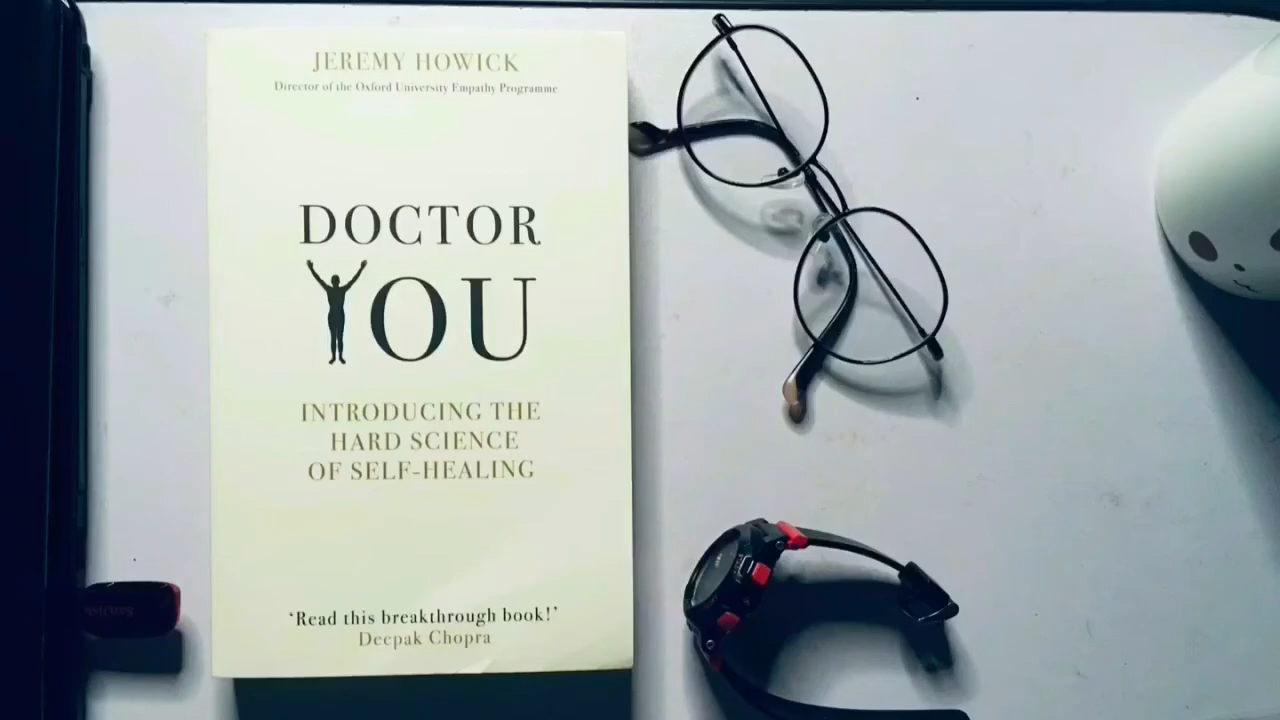 JEREMY HOWICK
Director of the Oxford University Empathy Programme
DOCTOR
YOU
INTRODUCING THE
HARD SCIENCE
OF SELF-HEALING
‘Read this breakthrough book!’
Deepak Chopra